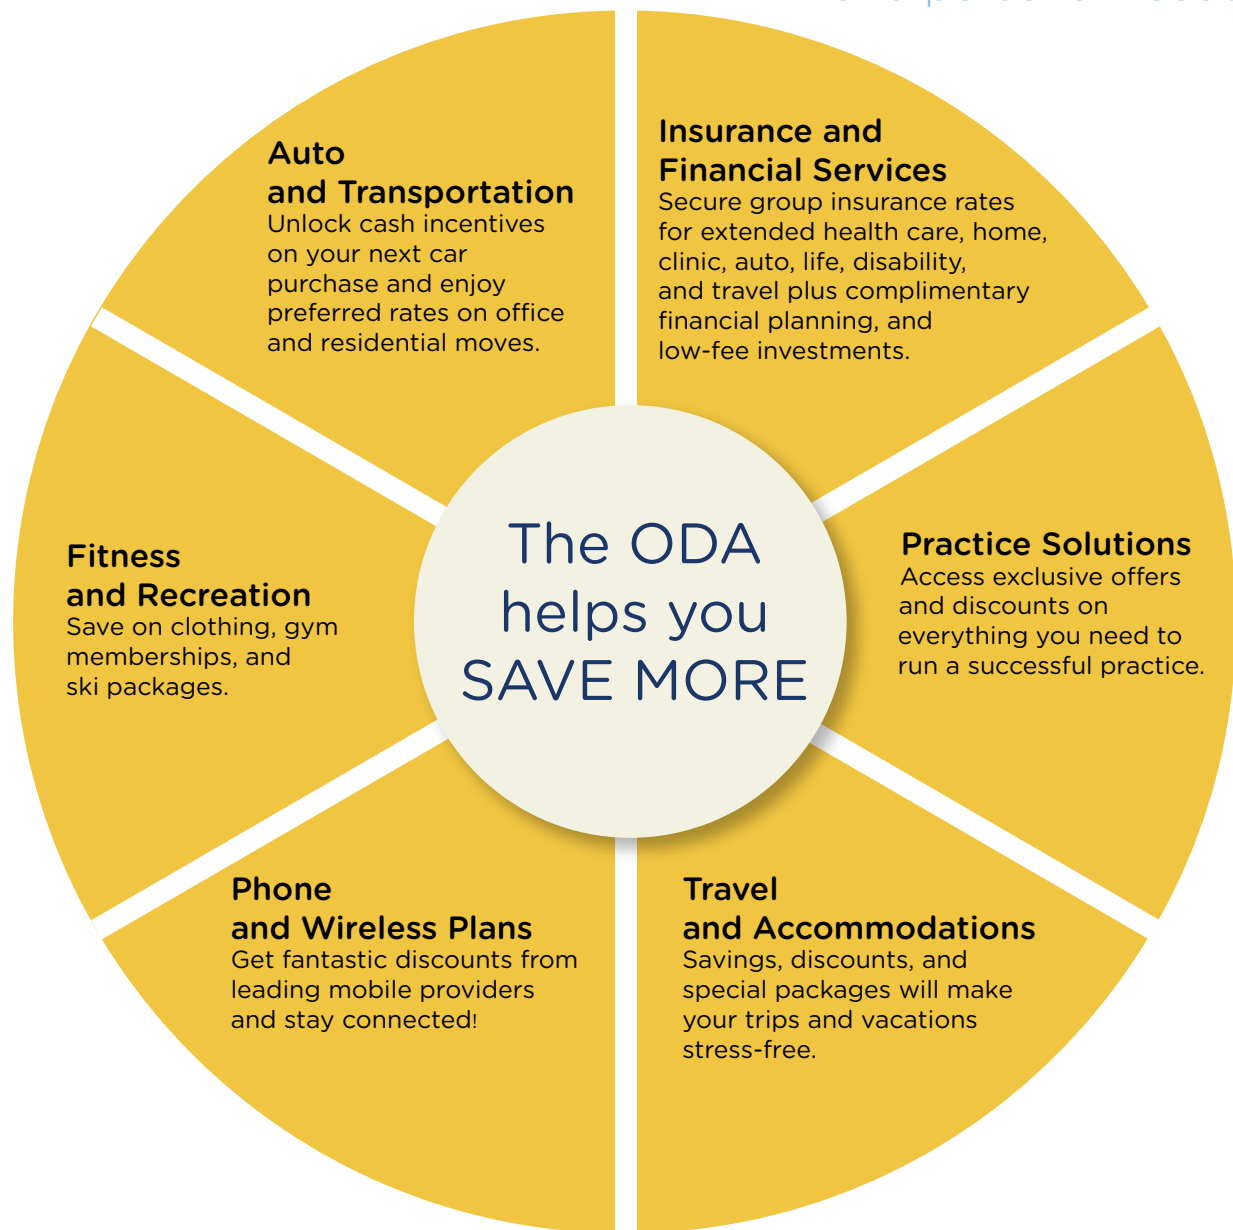 Auto
and Transportation
Unlock cash incentives
on your next car
purchase and enjoy
preferred rates on office
and residential moves.
Insurance and
Financial Services
Secure group insurance rates
for extended health care, home,
clinic, auto, life, disability,
and travel plus complimentary
financial planning, and
low-fee investments.
Fitness
and Recreation
Save on clothing, gym
memberships, and
ski packages.
The ODA
helps you
SAVE MORE
Practice Solutions
Access exclusive offers
and discounts on
everything you need to
run a successful practice.
Phone
and Wireless Plans
Get fantastic discounts from
leading mobile providers
and stay connected!
Travel
and Accommodations
Savings, discounts, and
special packages will make
your trips and vacations
stress-free.